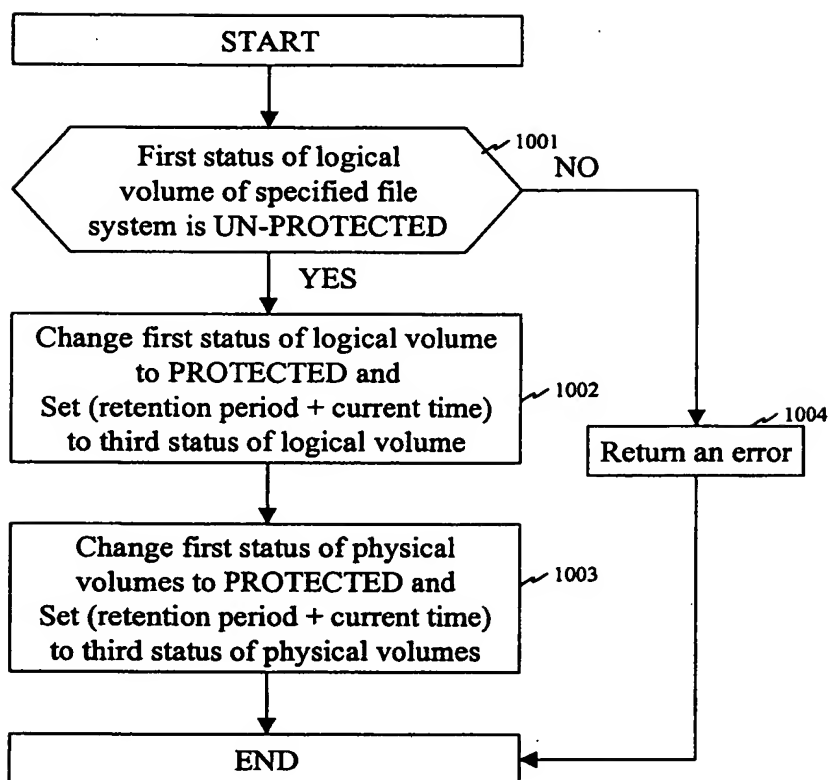 START
First status of logical
volume of specified file
system is UN-PROTECTED
1001
NO
YES
Change first status of logical volume
to PROTECTED and
Set (retention period + current time)
to third status of logical volume
1002
1004
Return an error
Change first status of physical
volumes to PROTECTED and
Set (retention period + current time)
to third status of physical volumes
1003
END